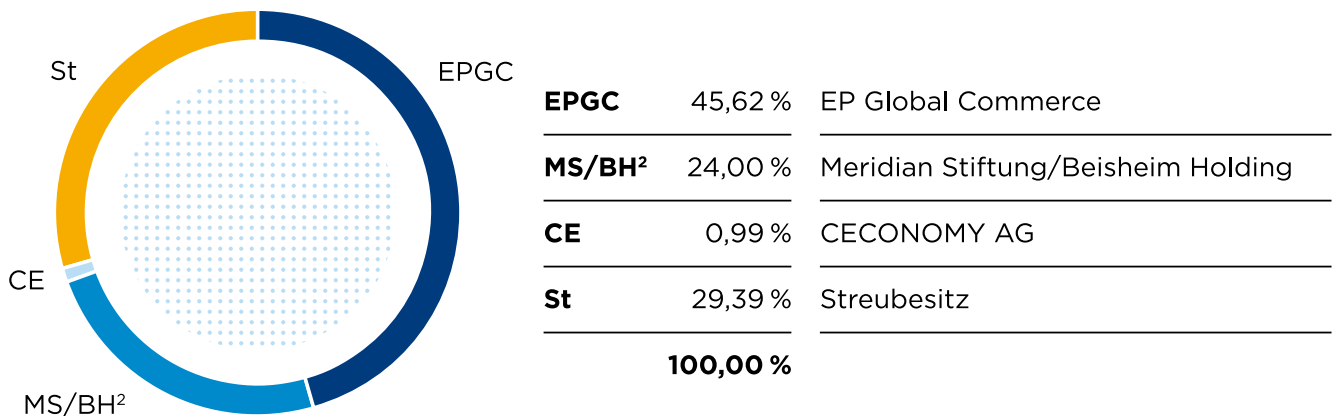 St
EPGC
CE
MS/BH²
EPGC 45,62 % EP Global Commerce
MS/BH² 24,00 % Meridian Stiftung/Beisheim Holding
CE 0,99 % CECONOMY AG
St 29,39 % Streubesitz
100,00 %